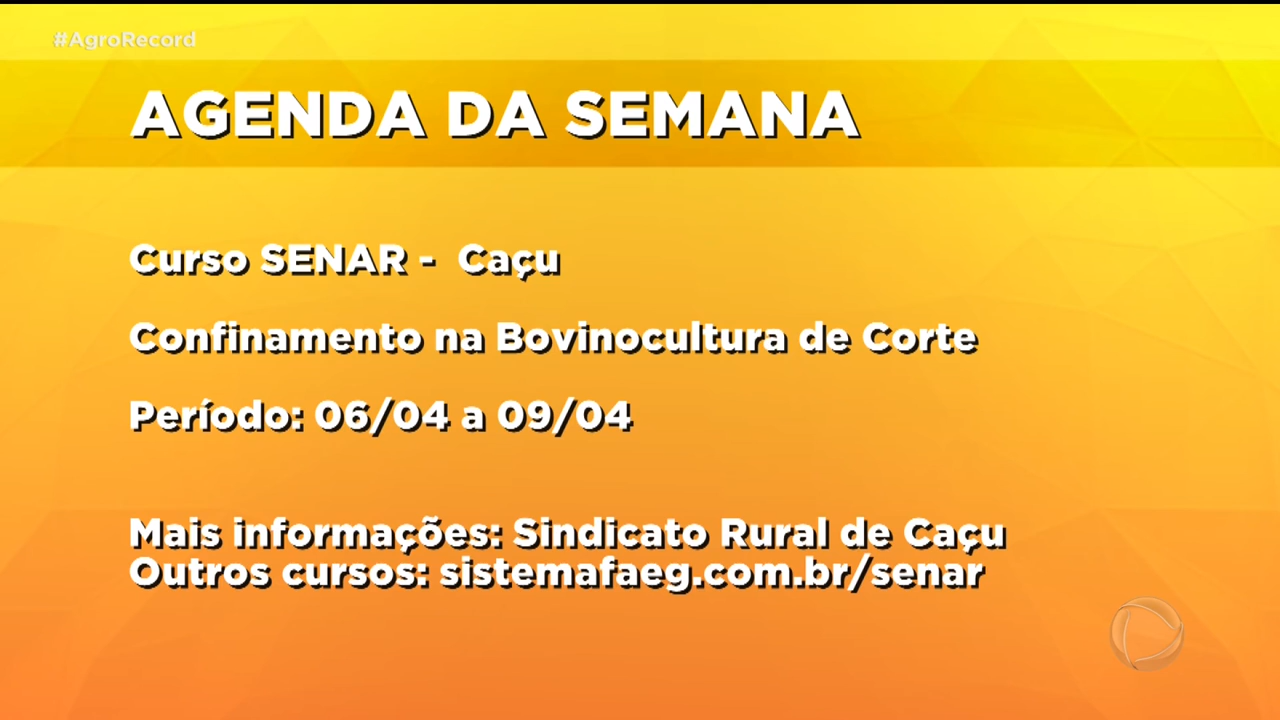 #AgroRecord
AGENDA DA SEMANA
Curso SENAR - Caçu
Confinamento na Bovinocultura de Corte
Período: 06/04 a 09/04
Mais informações: Sindicato Rural de Caçu
Outros cursos: sistemafaeg.com.br/senar